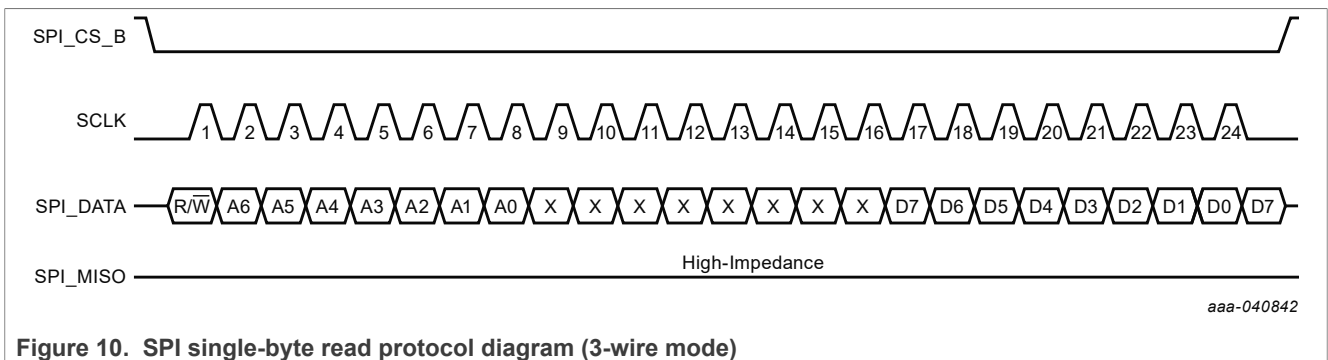 SPI_CS_B
SCLK 1 2 3 4 5 6 7 8 9 10 11 12 13 14 15 16 17 18 19 20 21 22 23 24
SPI_DATA R/W̅ A6 A5 A4 A3 A2 A1 A0 X X X X X X X X D7 D6 D5 D4 D3 D2 D1 D0 D7
High-Impedance
SPI_MISO
aaa-040842
Figure 10. SPI single-byte read protocol diagram (3-wire mode)